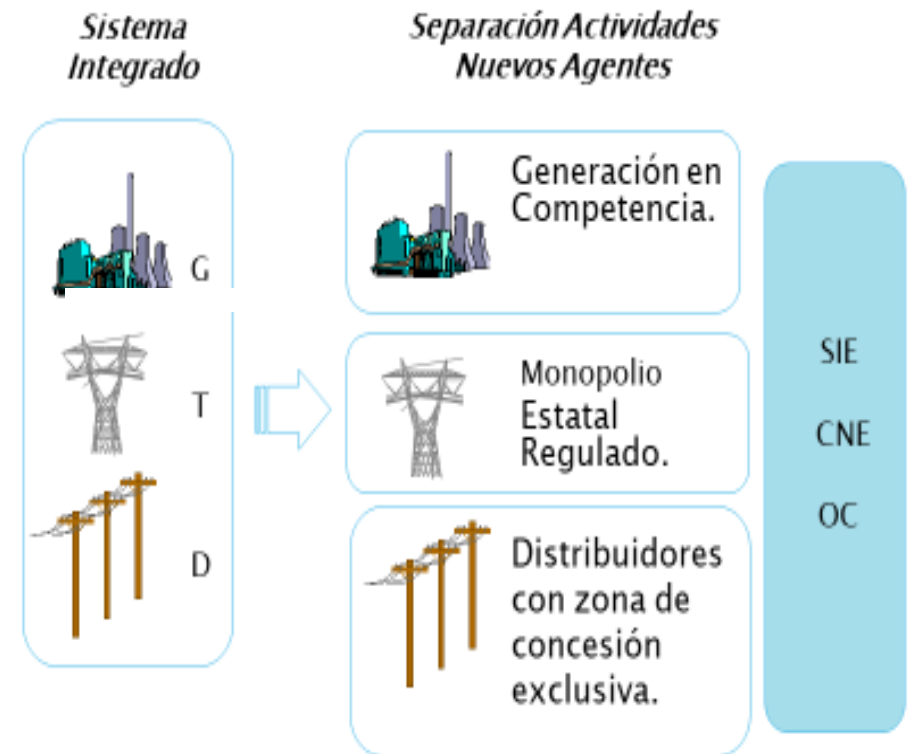 Sistema
Integrado
Separación Actividades
Nuevos Agentes
G
T
D
Generación en
Competencia.
Monopolio
Estatal
Regulado.
Distribuidores
con zona de
concesión
exclusiva.
SIE
CNE
OC